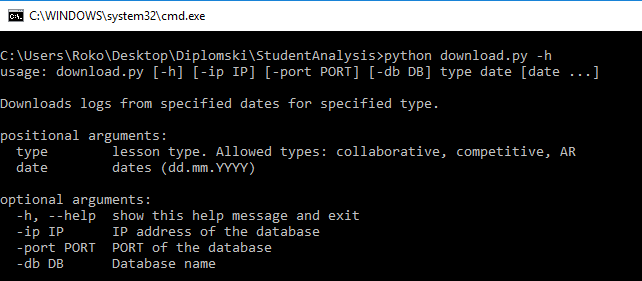 C:\WINDOWS\system32\cmd.exe
C:\Users\Roko\Desktop\Diplomski\StudentAnalysis>python download.py -h
usage: download.py [-h] [-ip IP] [-port PORT] [-db DB] type date [date ...]
Downloads logs from specified dates for specified type.
positional arguments:
  type        lesson type. Allowed types: collaborative, competitive, AR
  date        dates (dd.mm.YYYY)
optional arguments:
  -h, --help  show this help message and exit
  -ip IP      IP address of the database
  -port PORT  PORT of the database
  -db DB      Database name